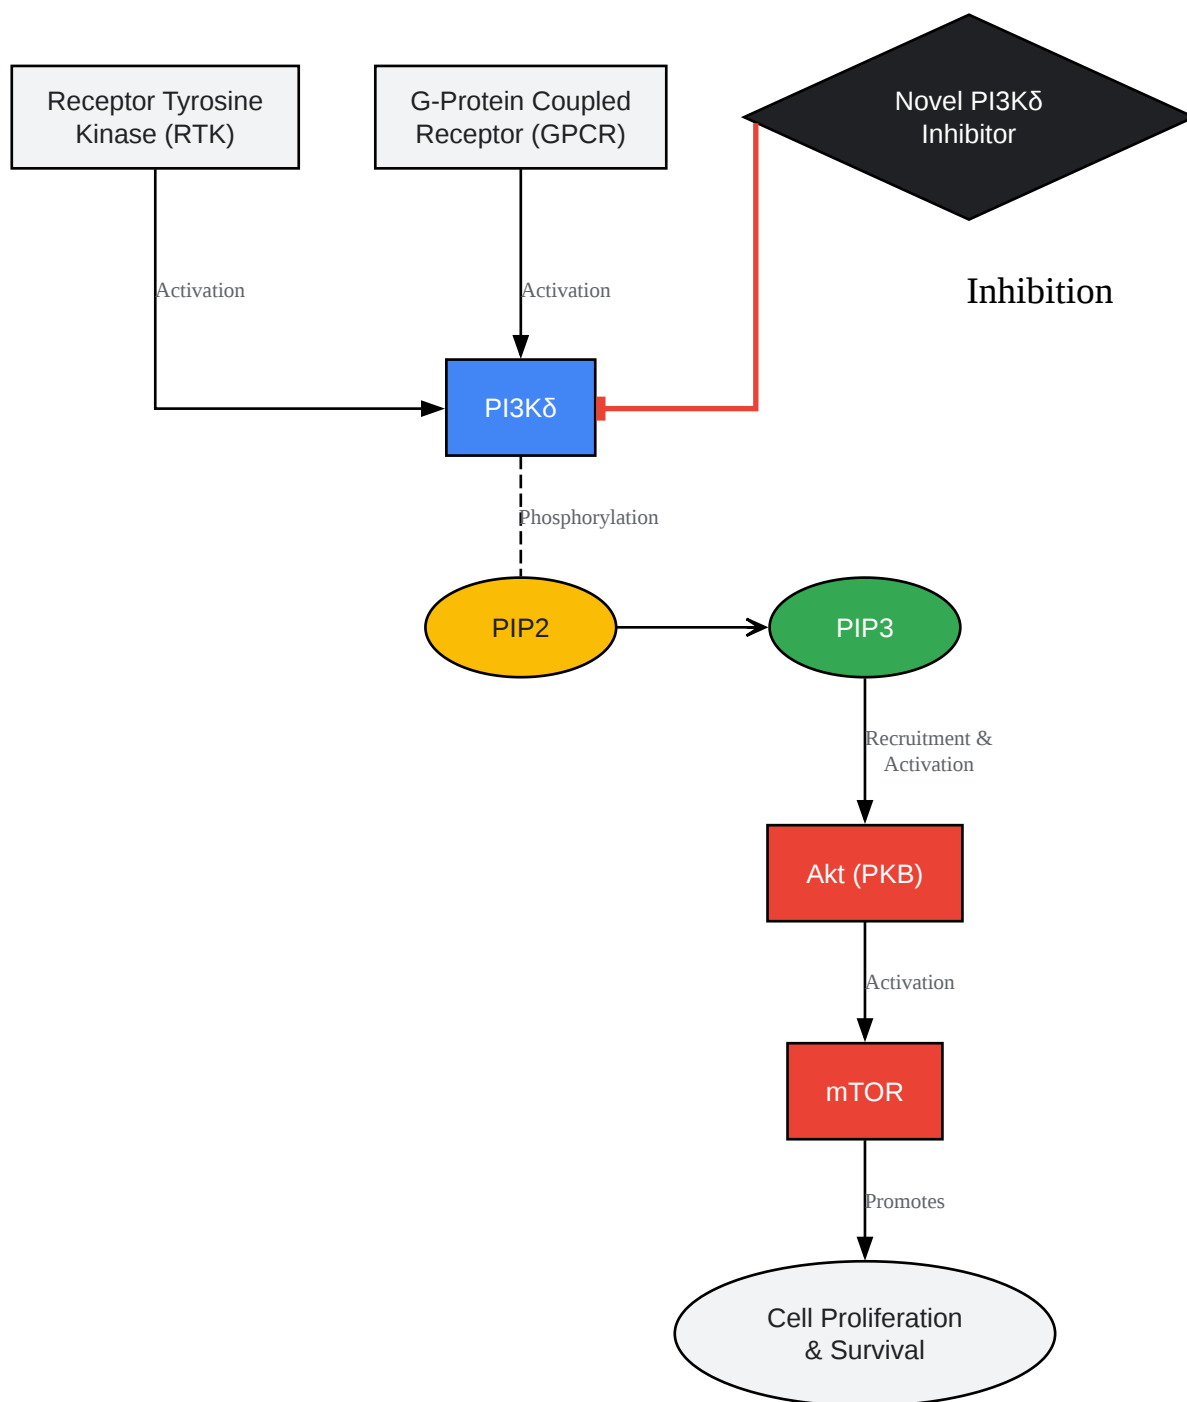 Receptor Tyrosine
Kinase (RTK)
G-Protein Coupled
Receptor (GPCR)
Novel PI3Kδ
Inhibitor
Activation
Activation
Inhibition
PI3Kδ
Phosphorylation
PIP2
PIP3
Recruitment &
Activation
Akt (PKB)
Activation
mTOR
Promotes
Cell Proliferation
& Survival